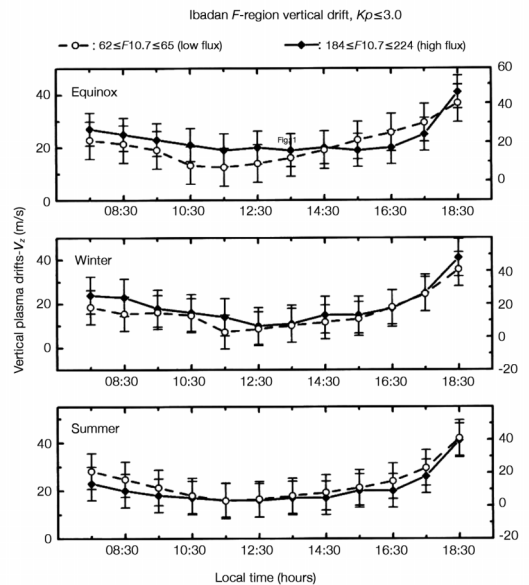 Ibadan F-region vertical drift, Kp≤3.0
: 62≤F10.7≤65 (low flux)
: 184≤F10.7≤224 (high flux)
Equinox
Fig.1
40
20
0
60
40
20
0
08:30 10:30 12:30 14:30 16:30 18:30
Vertical plasma drifts-Vz (m/s)
Winter
40
20
0
40
20
0
-20
08:30 10:30 12:30 14:30 16:30 18:30
Summer
40
20
0
40
20
0
-20
08:30 10:30 12:30 14:30 16:30 18:30
Local time (hours)